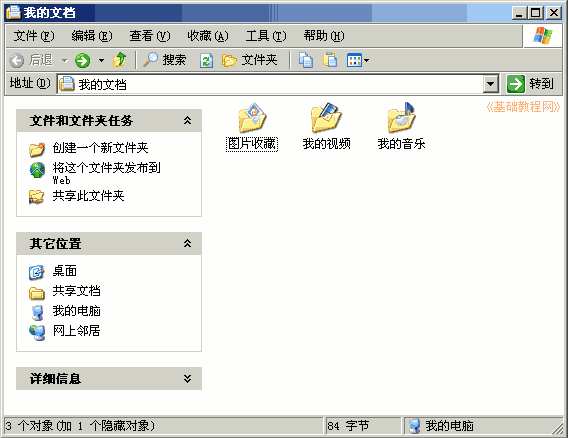 我的文档
文件(F) 编辑(E) 查看(V) 收藏(A) 工具(T) 帮助(H)
后退 搜索 文件夹
地址(D) 我的文档 转到
《基础教程网》
文件和文件夹任务
创建一个新文件夹
将这个文件夹发布到
Web
共享此文件夹
其它位置
桌面
共享文档
我的电脑
网上邻居
详细信息
图片收藏 我的视频 我的音乐
3 个对象(加 1 个隐藏对象) 84 字节 我的电脑